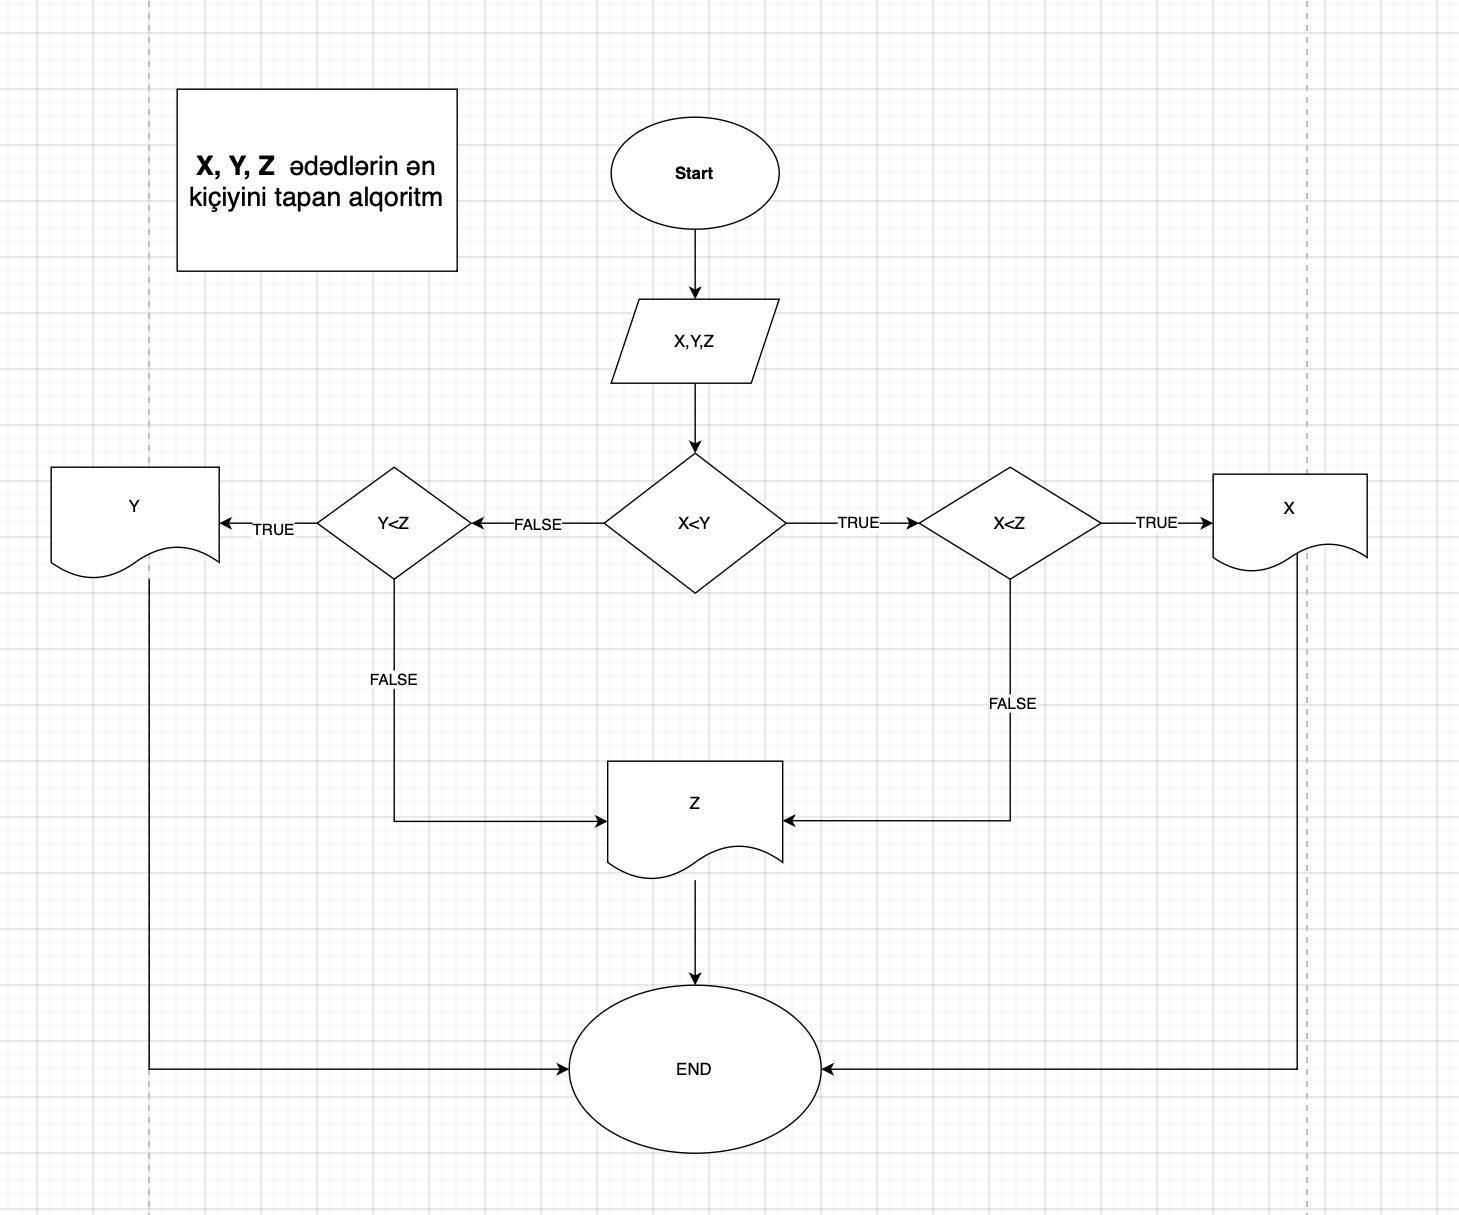 X, Y, Z ədədlərin ən
kiçiyini tapan alqoritm
Start
X,Y,Z
Y
TRUE
Y<Z
FALSE
X<Y
TRUE
X<Z
TRUE
X
FALSE
FALSE
Z
END